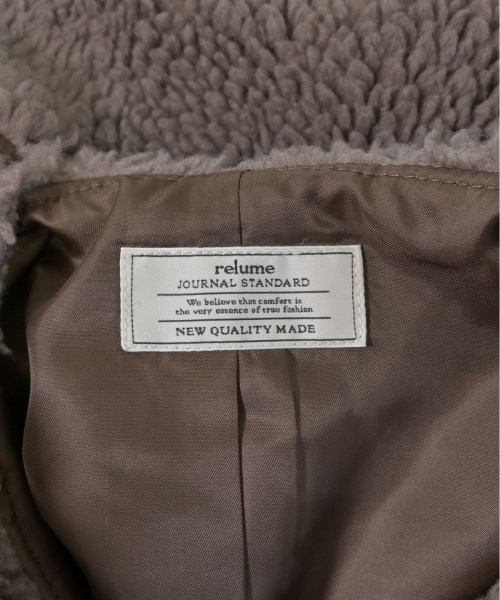 relume
JOURNAL STANDARD
We believe that comfort is
the very essence of true fashion
NEW QUALITY MADE